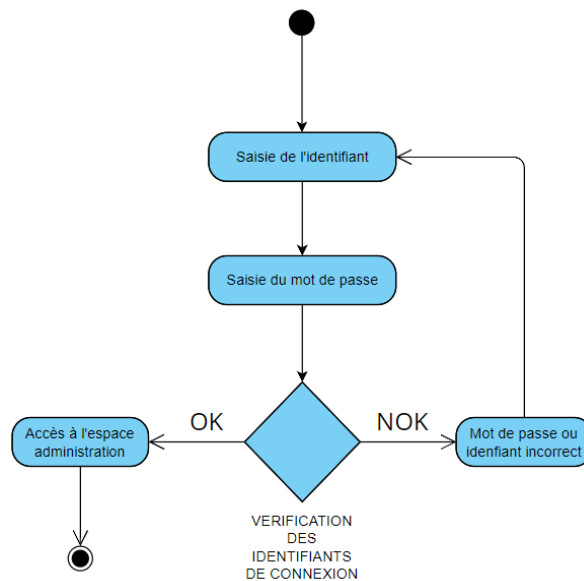 Saisie de l'identifiant
Saisie du mot de passe
OK
NOK
Accès à l'espace
administration
Mot de passe ou
idenfiant incorrect
VERIFICATION
DES
IDENTIFIANTS
DE CONNEXION